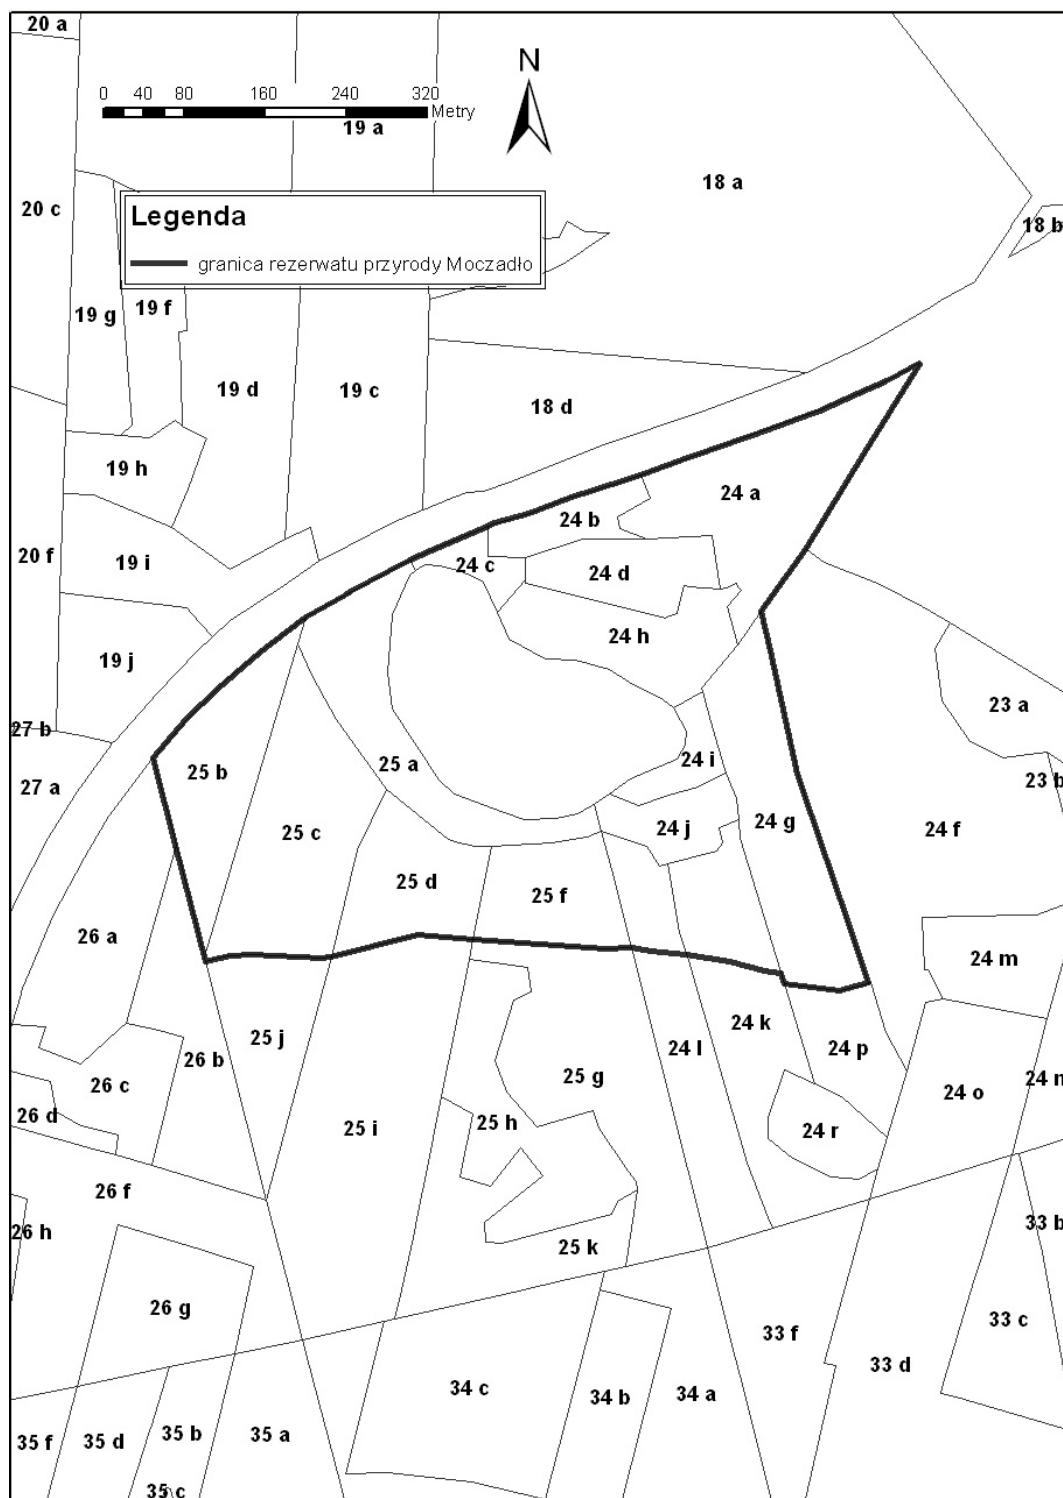 20 a
N
0 40 80 160 240 320
Metry
19 a
18 a
20 c
18 b
Legenda
granica rezerwatu przyrody Moczadło
19 g
19 f
19 d
19 c
18 d
19 h
24 a
24 b
20 f
19 i
24 c
24 d
24 h
19 j
23 a
27 b
24 i
25 b
25 a
23 b
27 a
24 j
24 g
25 c
24 f
25 d
25 f
26 a
24 m
24 k
25 j
24 l
24 p
26 b
25 g
26 c
24 o
26 d
25 i
25 h
24 r
26 f
26 h
33 b
25 k
26 g
33 c
33 f
33 d
34 c
34 b
34 a
35 f
35 d
35 b
35 a
35 c